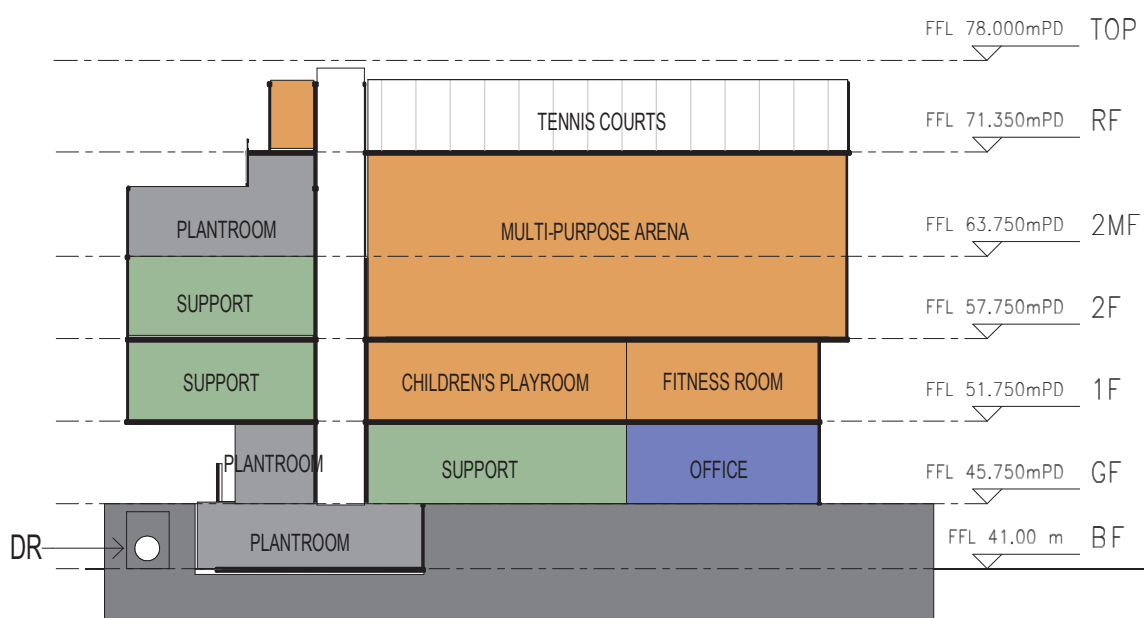 FFL 78.000mPD TOP
TENNIS COURTS
FFL 71.350mPD RF
PLANTROOM
MULTI-PURPOSE ARENA
FFL 63.750mPD 2MF
SUPPORT
FFL 57.750mPD 2F
SUPPORT
CHILDREN'S PLAYROOM
FITNESS ROOM
FFL 51.750mPD 1F
PLANTROOM
SUPPORT
OFFICE
FFL 45.750mPD GF
DR
PLANTROOM
FFL 41.00 m BF